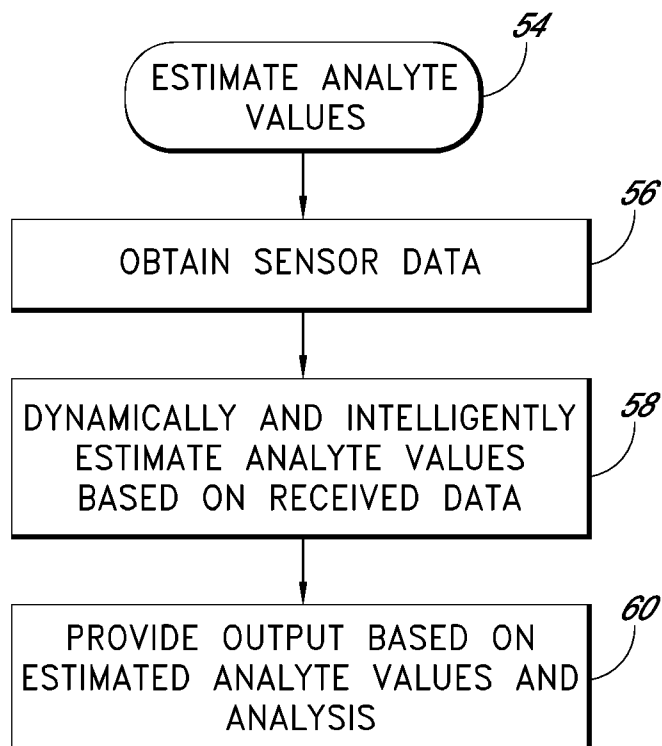 54
ESTIMATE ANALYTE
VALUES
56
OBTAIN SENSOR DATA
58
DYNAMICALLY AND INTELLIGENTLY
ESTIMATE ANALYTE VALUES
BASED ON RECEIVED DATA
60
PROVIDE OUTPUT BASED ON
ESTIMATED ANALYTE VALUES AND
ANALYSIS